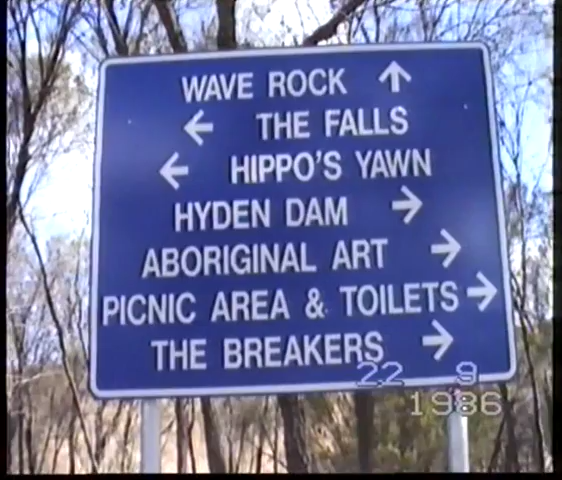 WAVE ROCK ↑
← THE FALLS
← HIPPO'S YAWN
HYDEN DAM →
ABORIGINAL ART →
PICNIC AREA & TOILETS →
THE BREAKERS →
22 9
1986